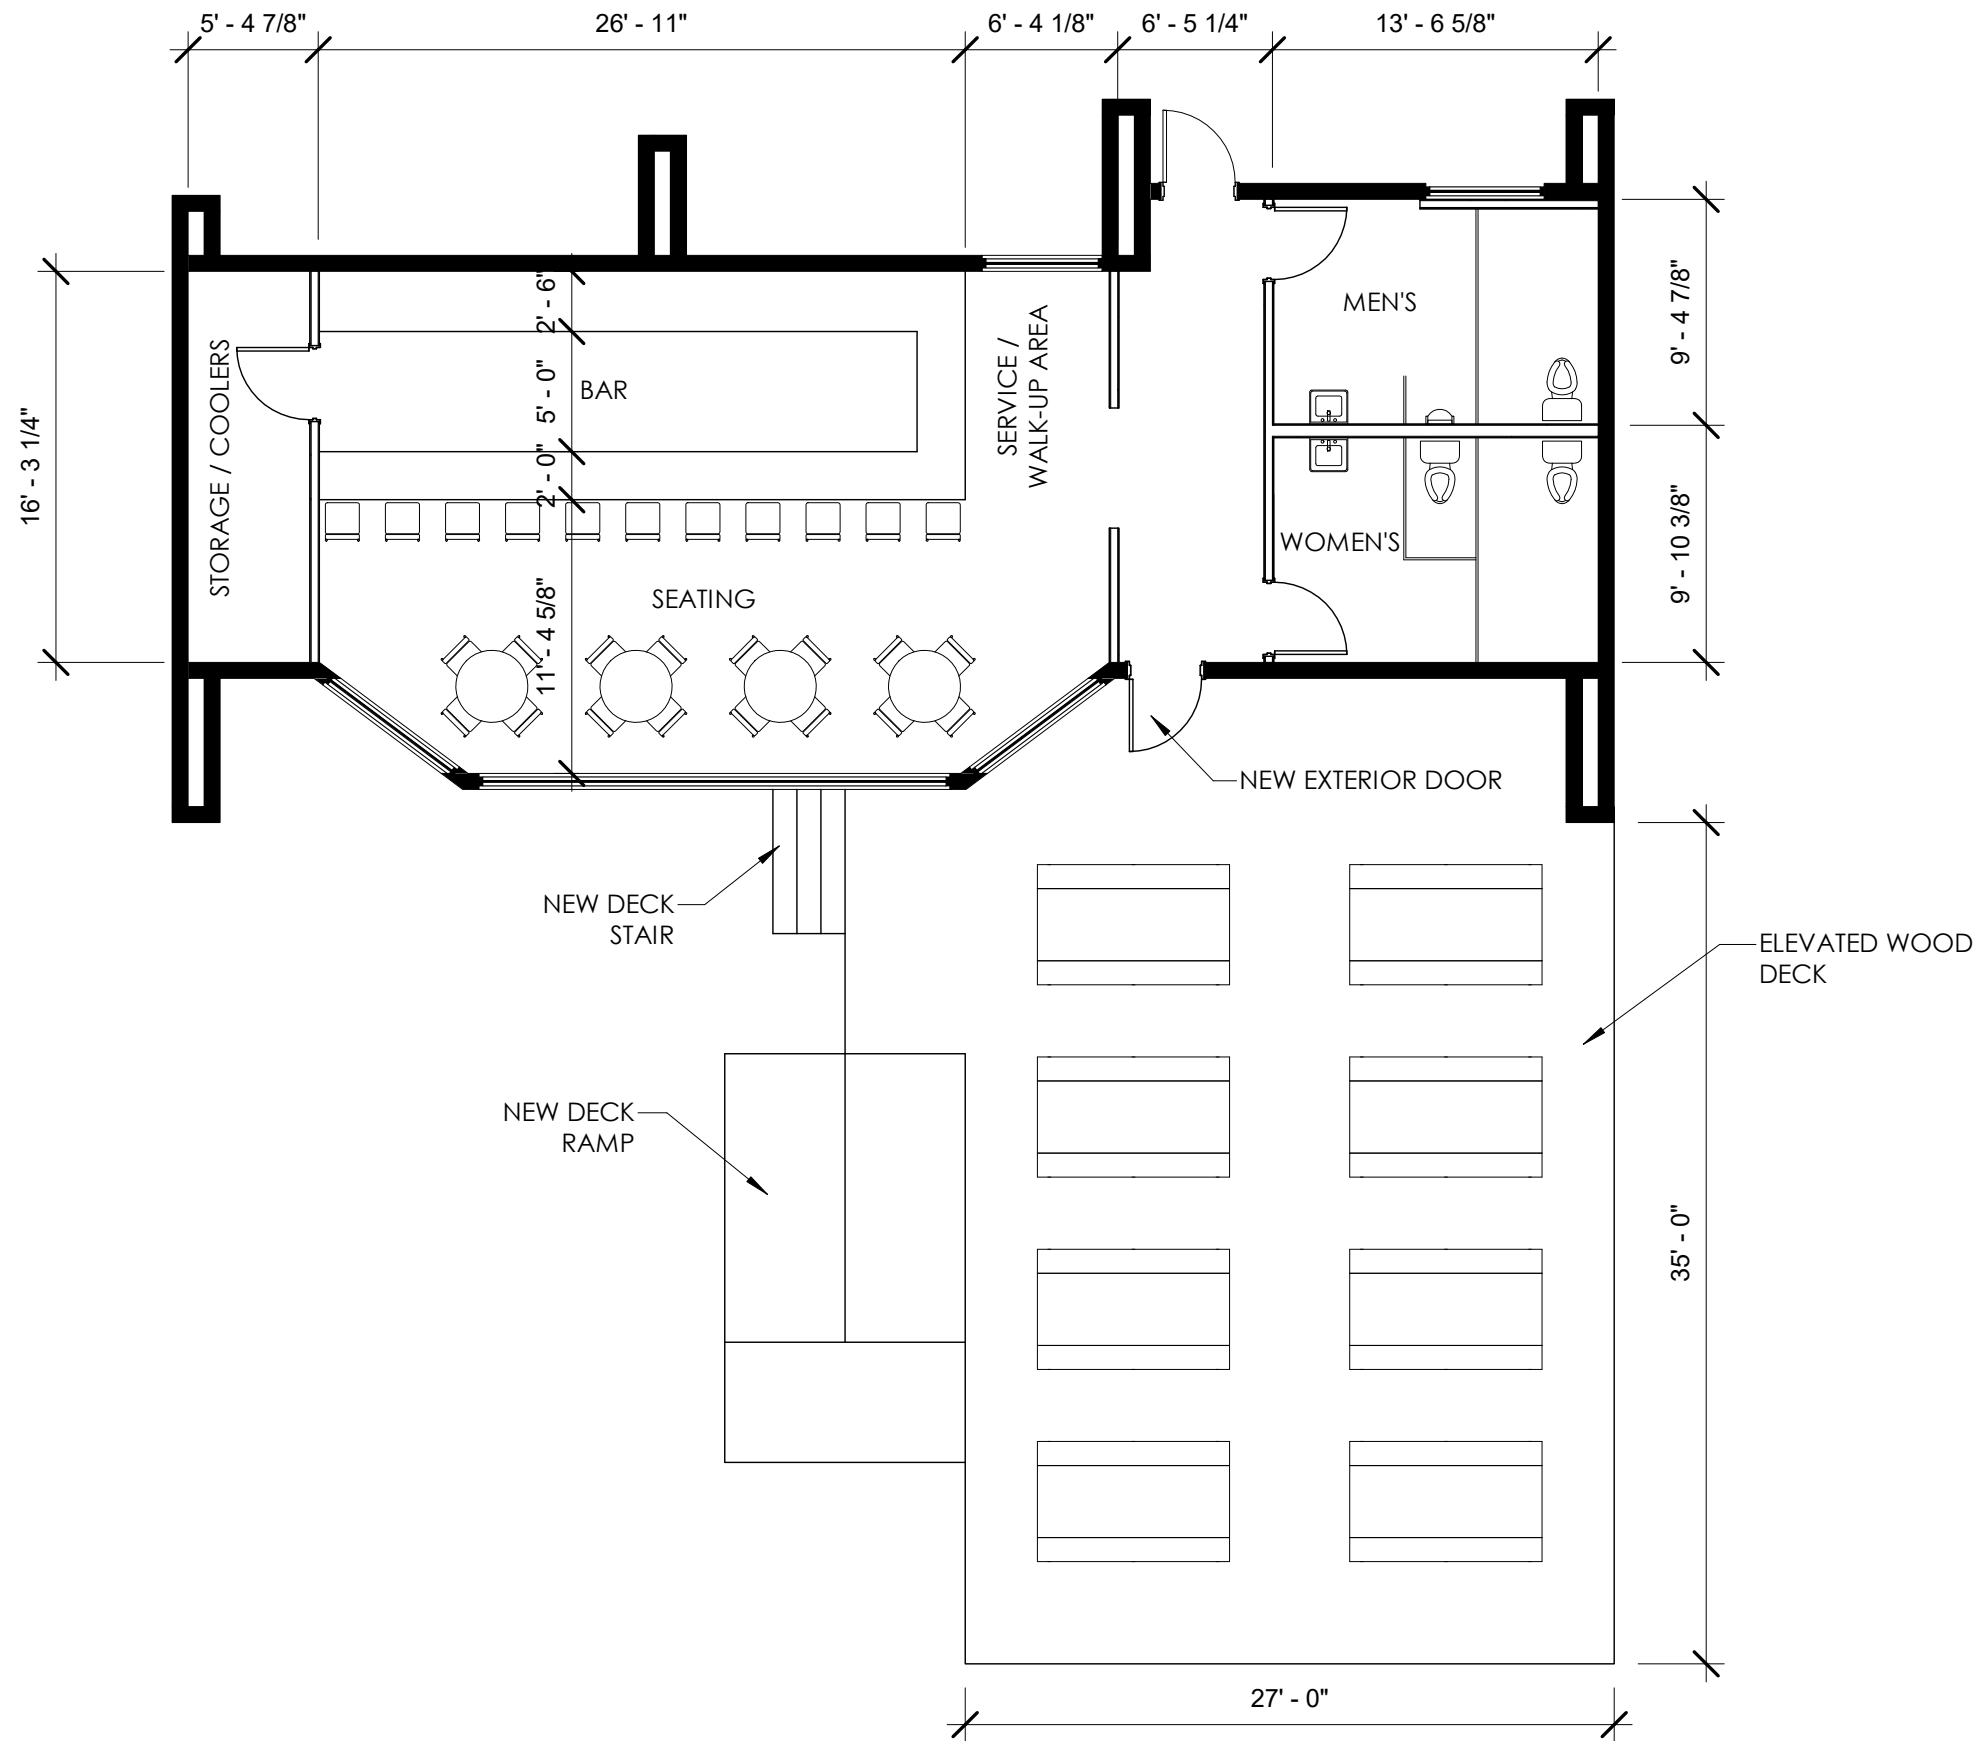 5' - 4 7/8"
26' - 11"
6' - 4 1/8"
6' - 5 1/4"
13' - 6 5/8"
2' - 6"
5' - 0"
2' - 0"
11' - 4 5/8"
16' - 3 1/4"
STORAGE / COOLERS
BAR
SERVICE /
WALK-UP AREA
MEN'S
9' - 4 7/8"
WOMEN'S
9' - 10 3/8"
SEATING
NEW EXTERIOR DOOR
NEW DECK
STAIR
ELEVATED WOOD
DECK
NEW DECK
RAMP
35' - 0"
27' - 0"